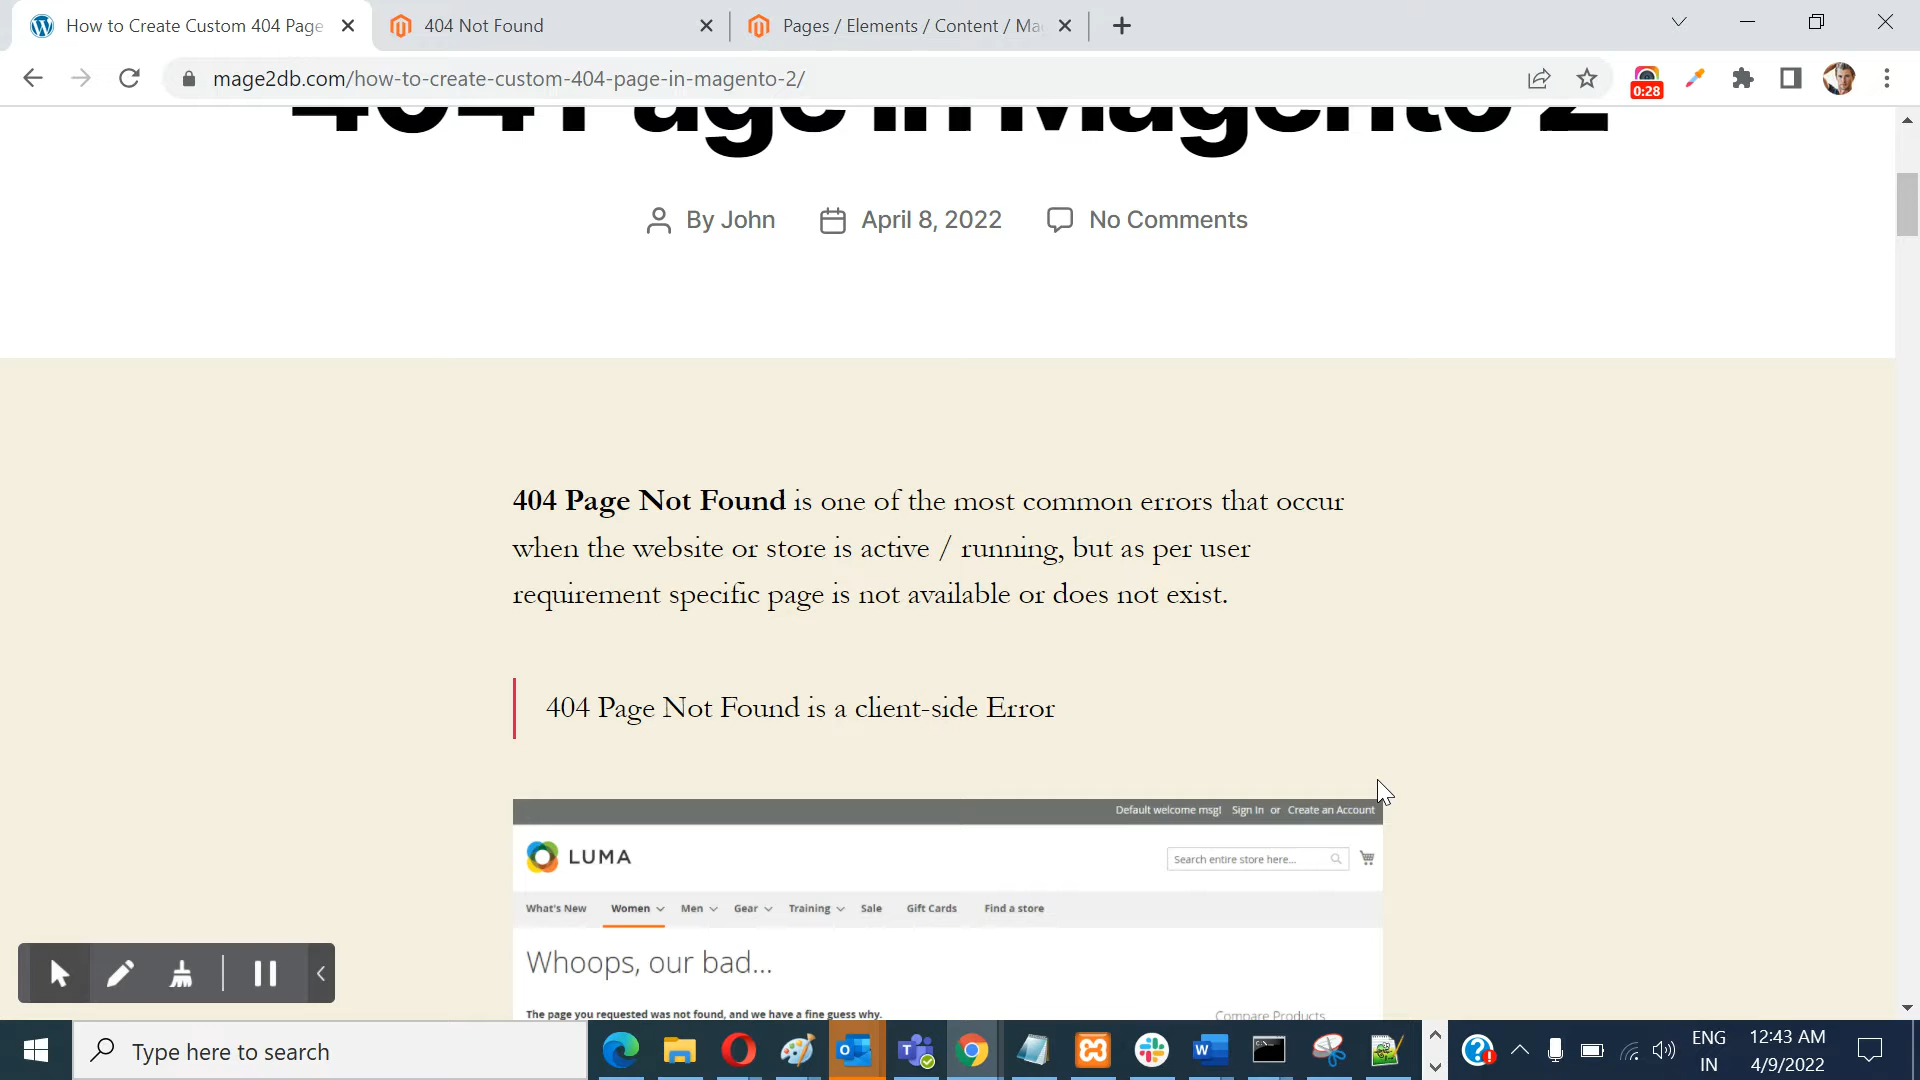 How to Create Custom 404 Page
404 Not Found
Pages / Elements / Content / Ma
mage2db.com/how-to-create-custom-404-page-in-magento-2/
0:28
404 Page in Magento 2
By John
April 8, 2022
No Comments
404 Page Not Found is one of the most common errors that occur
when the website or store is active / running, but as per user
requirement specific page is not available or does not exist.
404 Page Not Found is a client-side Error
Default welcome msg! Sign In or Create an Account
LUMA
Search entire store here...
What's New Women Men Gear Training Sale Gift Cards Find a store
Whoops, our bad...
The page you requested was not found, and we have a fine guess why.
Compare Products
Type here to search
ENG
IN
12:43 AM
4/9/2022